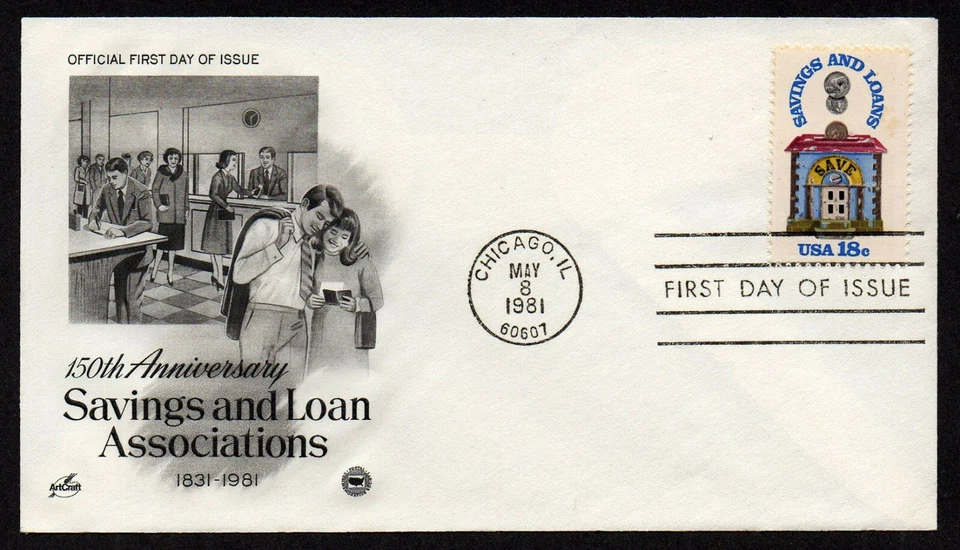 OFFICIAL FIRST DAY OF ISSUE
150th Anniversary
Savings and Loan
Associations
1831-1981
ArtCraft
CHICAGO, IL
MAY
8
1981
60607
SAVINGS AND LOANS
SAVE
USA 18c
FIRST DAY OF ISSUE